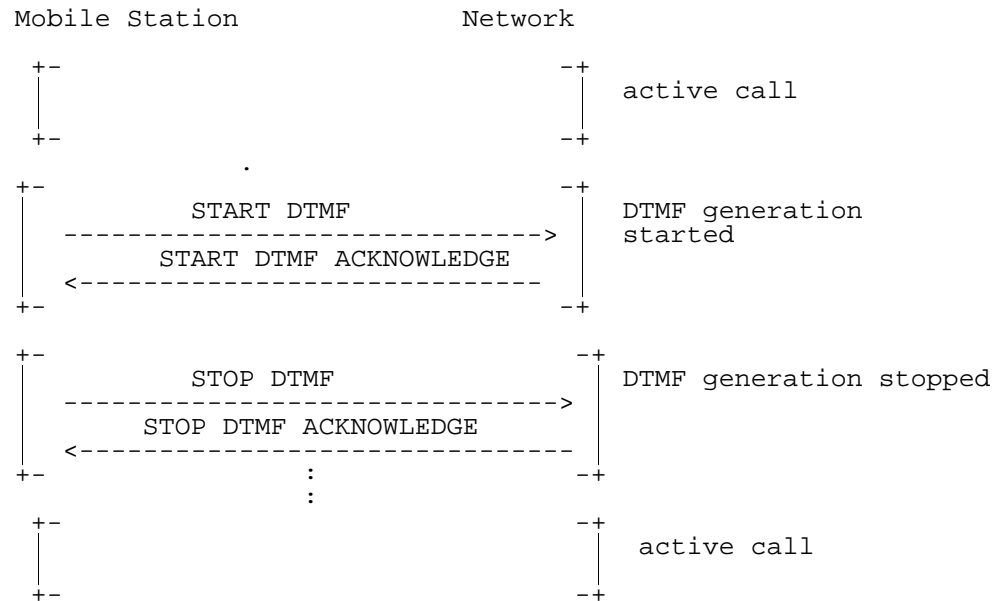 Mobile Station Network
+- -+
active call
+- -+
.
+- -+
START DTMF DTMF generation
-------------------------------> started
START DTMF ACKNOWLEDGE
<------------------------------
+- -+
+- -+
STOP DTMF DTMF generation stopped
-------------------------------->
STOP DTMF ACKNOWLEDGE
<--------------------------------
+- : -+
:
+- -+
active call
+- -+